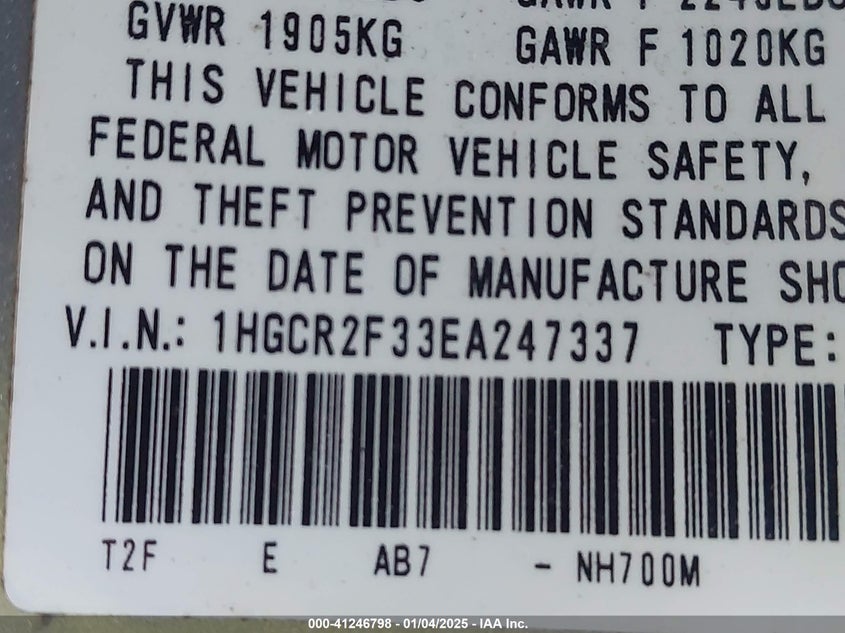 GVWR 1905KG GAWR F 1020KG
THIS VEHICLE CONFORMS TO ALL
FEDERAL MOTOR VEHICLE SAFETY,
AND THEFT PREVENTION STANDARDS
ON THE DATE OF MANUFACTURE SHO
V.I.N.: 1HGCR2F33EA247337 TYPE:
T2F E AB7 - NH700M
000-41246798 - 01/04/2025 - IAA Inc.